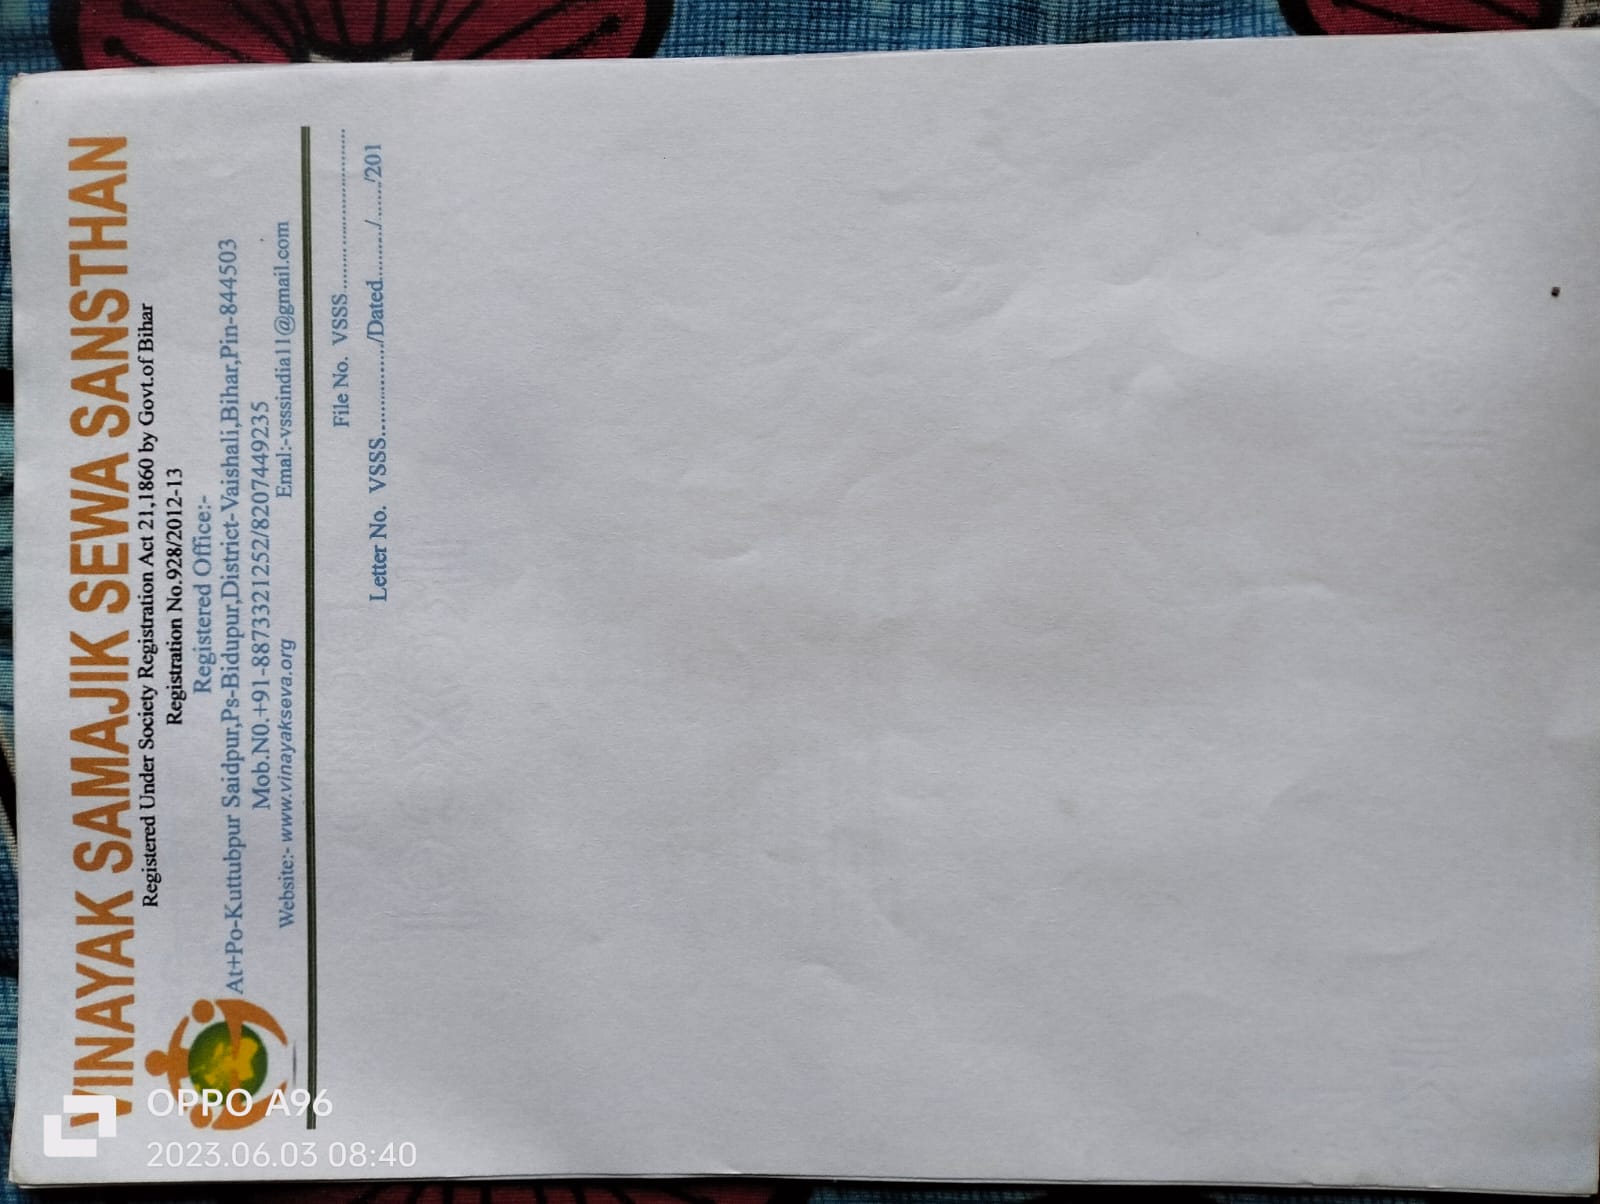 VINAYAK SAMAJIK SEWA SANSTHAN
Registered Under Society Registration Act 21,1860 by Govt.of Bihar
Registration No.928/2012-13
Registered Office:-
At+Po-Kuttubpur Saidpur,Ps-Bidupur,District-Vaishali,Bihar,Pin-844503
Mob.N0.+91-8873321252/8207449235
Website:- www.vinayakseva.org Emal:-vsssindia11@gmail.com
File No. VSSS..............................
Letter No. VSSS................/Dated........./......./201
OPPO A96
2023.06.03 08:40